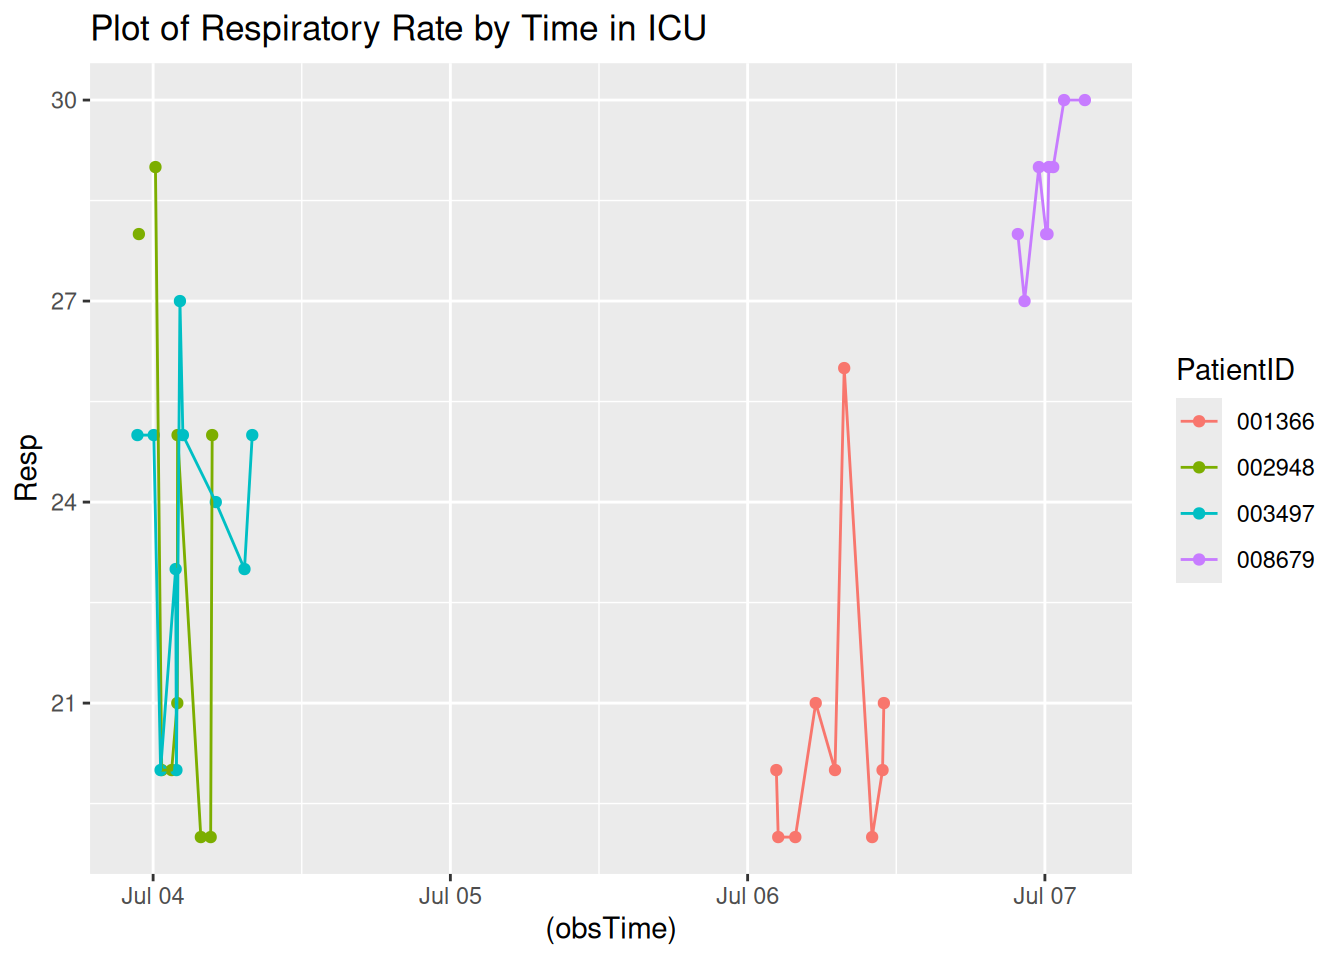 Plot of Respiratory Rate by Time in ICU
30
27
24
21
Resp
Jul 04
Jul 05
Jul 06
Jul 07
(obsTime)
PatientID
001366
002948
003497
008679